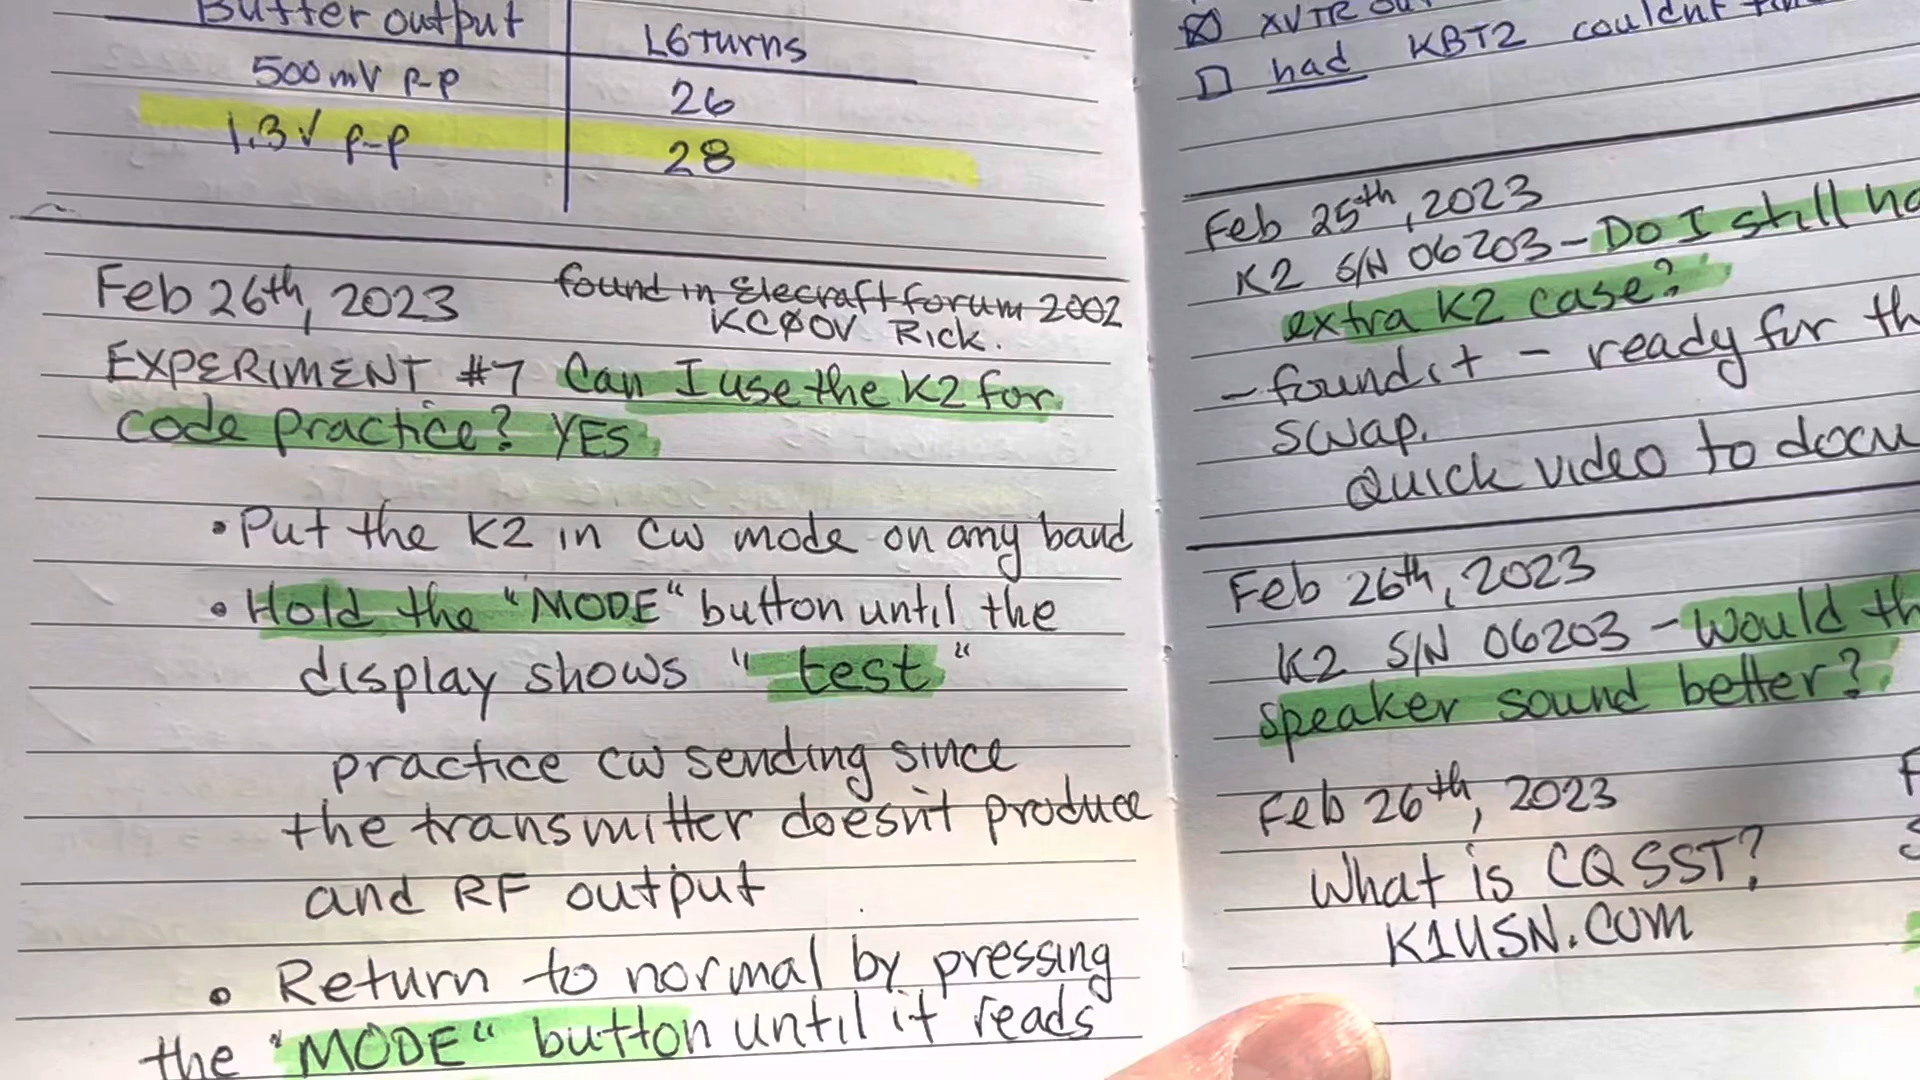 Buffer output | L6 turns
500mV p-p | 26
1.3V p-p | 28
Feb 26th, 2023 found in Elecraft forum 2002
KCØOV Rick.
EXPERIMENT #7 Can I use the K2 for
code practice? YES
• Put the K2 in CW mode on any band
• Hold the "MODE" button until the
display shows "test"
practice cw sending since
the transmitter doesn't produce
and RF output
• Return to normal by pressing
the "MODE" button until it reads
XVTR
had KBT2 couldnt
Feb 25th, 2023
K2 S/N 06203 - Do I still
extra K2 case?
- found it - ready for
swap.
Quick video to
Feb 26th, 2023
K2 S/N 06203 - Would
speaker sound better?
Feb 26th, 2023
What is CQ SST?
K1USN.COM